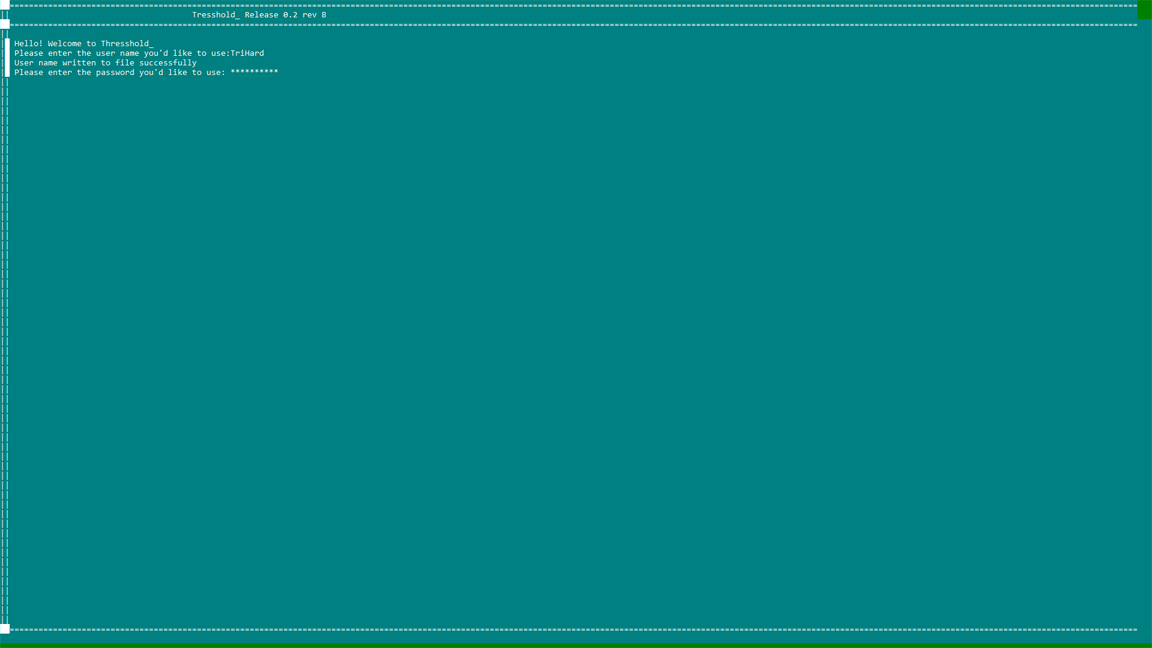 Tresshold_ Release 0.2 rev B
Hello! Welcome to Thresshold_
Please enter the user name you'd like to use:TriHard
User name written to file successfully
Please enter the password you'd like to use: **********